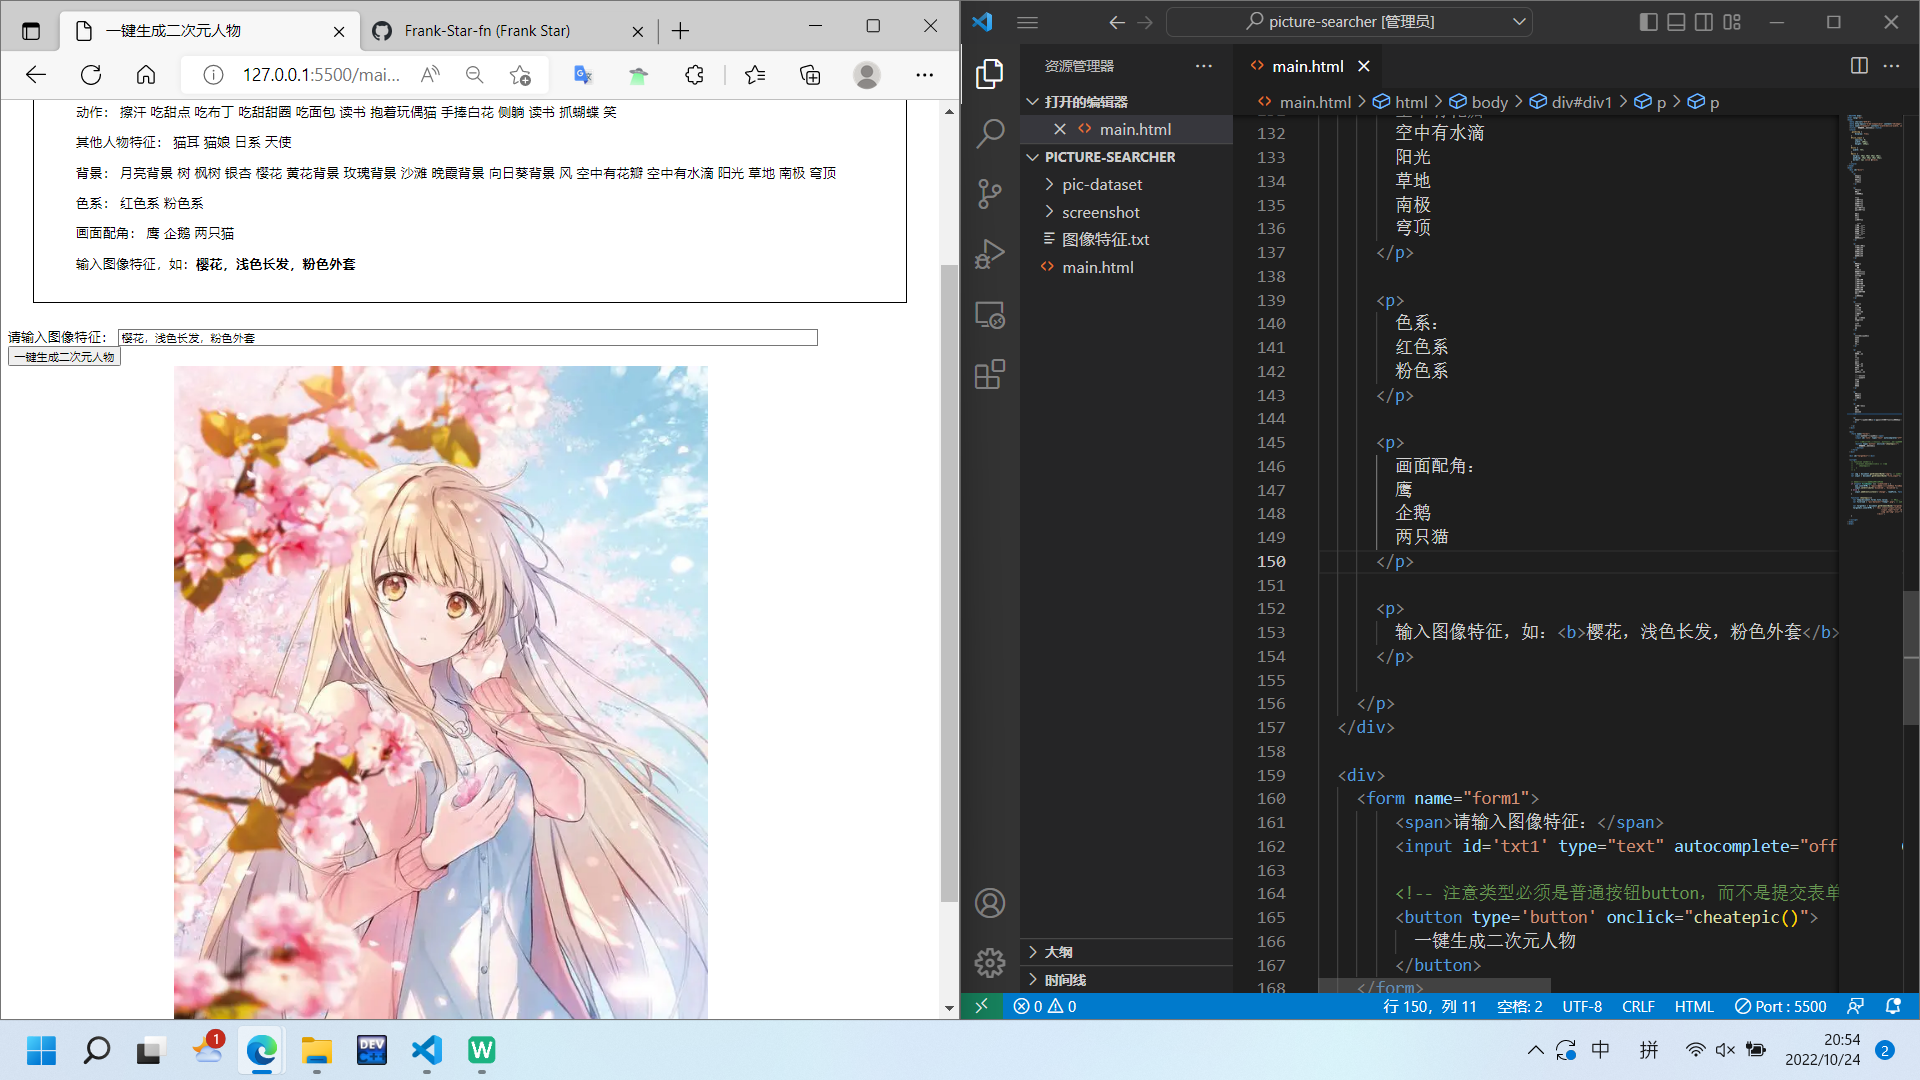 一键生成二次元人物
Frank-Star-fn (Frank Star)
127.0.0.1:5500/mai...
动作： 擦汗 吃甜点 吃布丁 吃甜甜圈 吃面包 读书 抱着玩偶猫 手捧白花 侧躺 读书 抓蝴蝶 笑
其他人物特征： 猫耳 猫娘 日系 天使
背景： 月亮背景 树 枫树 银杏 樱花 黄花背景 玫瑰背景 沙滩 晚霞背景 向日葵背景 风 空中有花瓣 空中有水滴 阳光 草地 南极 穹顶
色系： 红色系 粉色系
画面配角： 鹰 企鹅 两只猫
输入图像特征，如：樱花，浅色长发，粉色外套
请输入图像特征： 樱花，浅色长发，粉色外套
一键生成二次元人物
picture-searcher [管理员]
资源管理器
打开的编辑器
main.html
PICTURE-SEARCHER
pic-dataset
screenshot
图像特征.txt
main.html
大纲
时间线
main.html
main.html > html > body > div#div1 > p > p
132 空中有水滴
133 阳光
134 草地
135 南极
136 穹顶
137 </p>
138
139 <p>
140 色系：
141 红色系
142 粉色系
143 </p>
144
145 <p>
146 画面配角：
147 鹰
148 企鹅
149 两只猫
150 </p>
151
152 <p>
153 输入图像特征，如：<b>樱花，浅色长发，粉色外套</b>
154 </p>
155
156 </p>
157 </div>
158
159 <div>
160 <form name="form1">
161 <span>请输入图像特征：</span>
162 <input id='txt1' type="text" autocomplete="off
163
164 <!-- 注意类型必须是普通按钮button，而不是提交表单
165 <button type='button' onclick="cheatepic()">
166 一键生成二次元人物
167 </button>
168 </form>
0 0
行 150，列 11 空格: 2 UTF-8 CRLF HTML Port : 5500
1
DEV C++
W
中 拼
20:54
2022/10/24
2